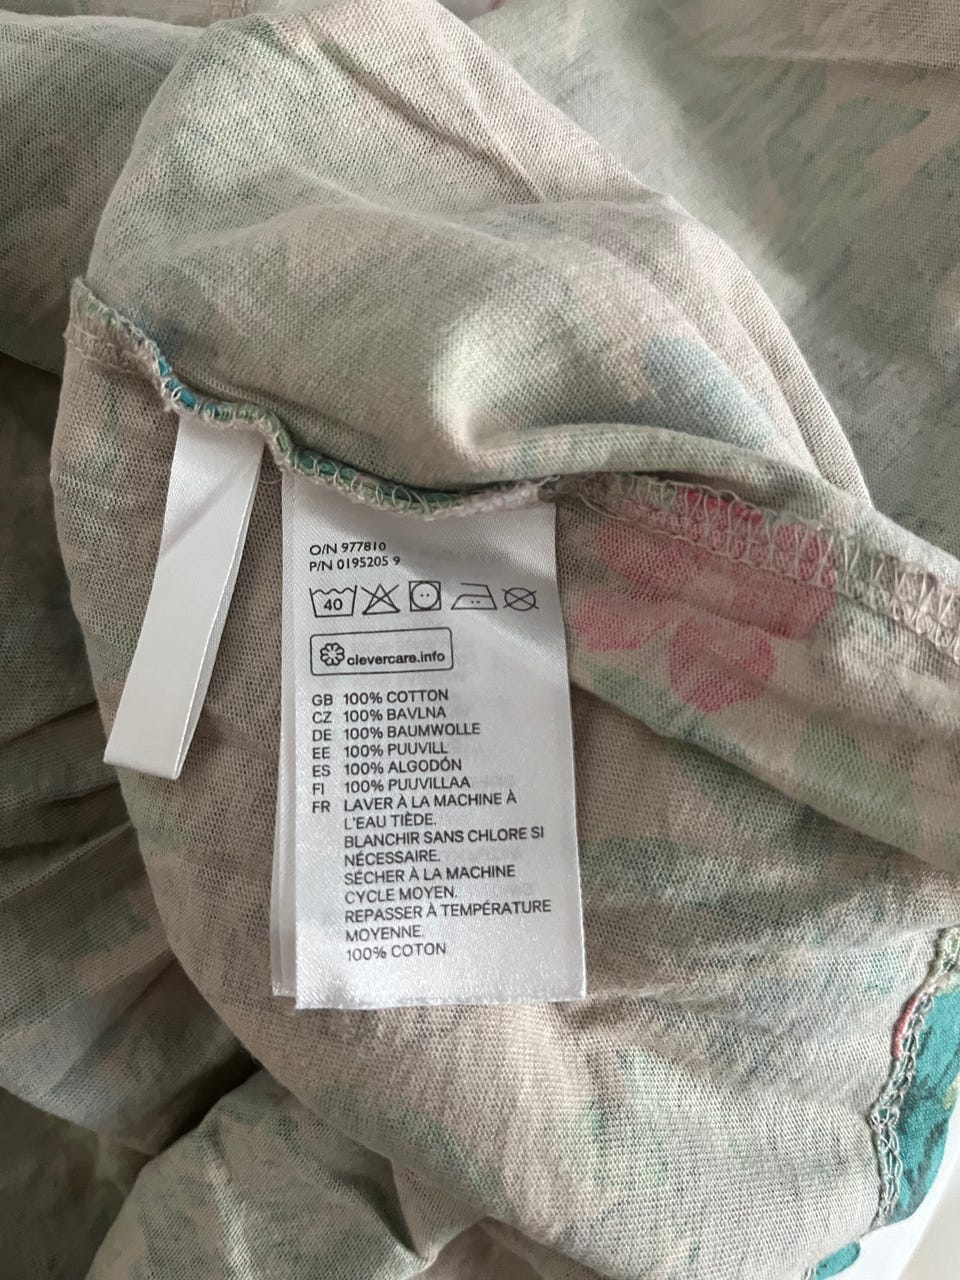 O/N 977810
P/N 0195205 9
40
clevercare.info
GB 100% COTTON
CZ 100% BAVLNA
DE 100% BAUMWOLLE
EE 100% PUUVILL
ES 100% ALGODÓN
FI 100% PUUVILLAA
FR LAVER À LA MACHINE À
L'EAU TIÈDE.
BLANCHIR SANS CHLORE SI
NÉCESSAIRE.
SÉCHER À LA MACHINE
CYCLE MOYEN.
REPASSER À TEMPÉRATURE
MOYENNE.
100% COTON